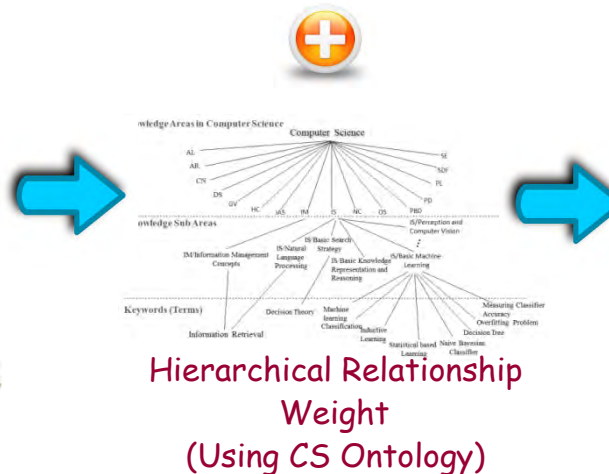 wledge Areas in Computer Science
Computer Science
AL
AR
CN
DS
GV
HC
IAS
IM
IS
NC
OS
PBD
PD
PL
SDF
SE
owledge Sub Areas
IS/Perception and
Computer Vision
IM/Information Management
Concepts
IS/Natural
Language
Processing
IS/Basic Search
Strategy
IS/Basic Knowledge
Representation and
Reasoning
IS/Basic Machine
Learning
Keywords (Terms)
Information Retrieval
Decision Theory
Machine
learning
Classification
Inductive
Learning
Statistical based
Learning
Naive Bayesian
Classifier
Decision Tree
Overfitting Problem
Measuring Classifier
Accuracy
Hierarchical Relationship
Weight
(Using CS Ontology)